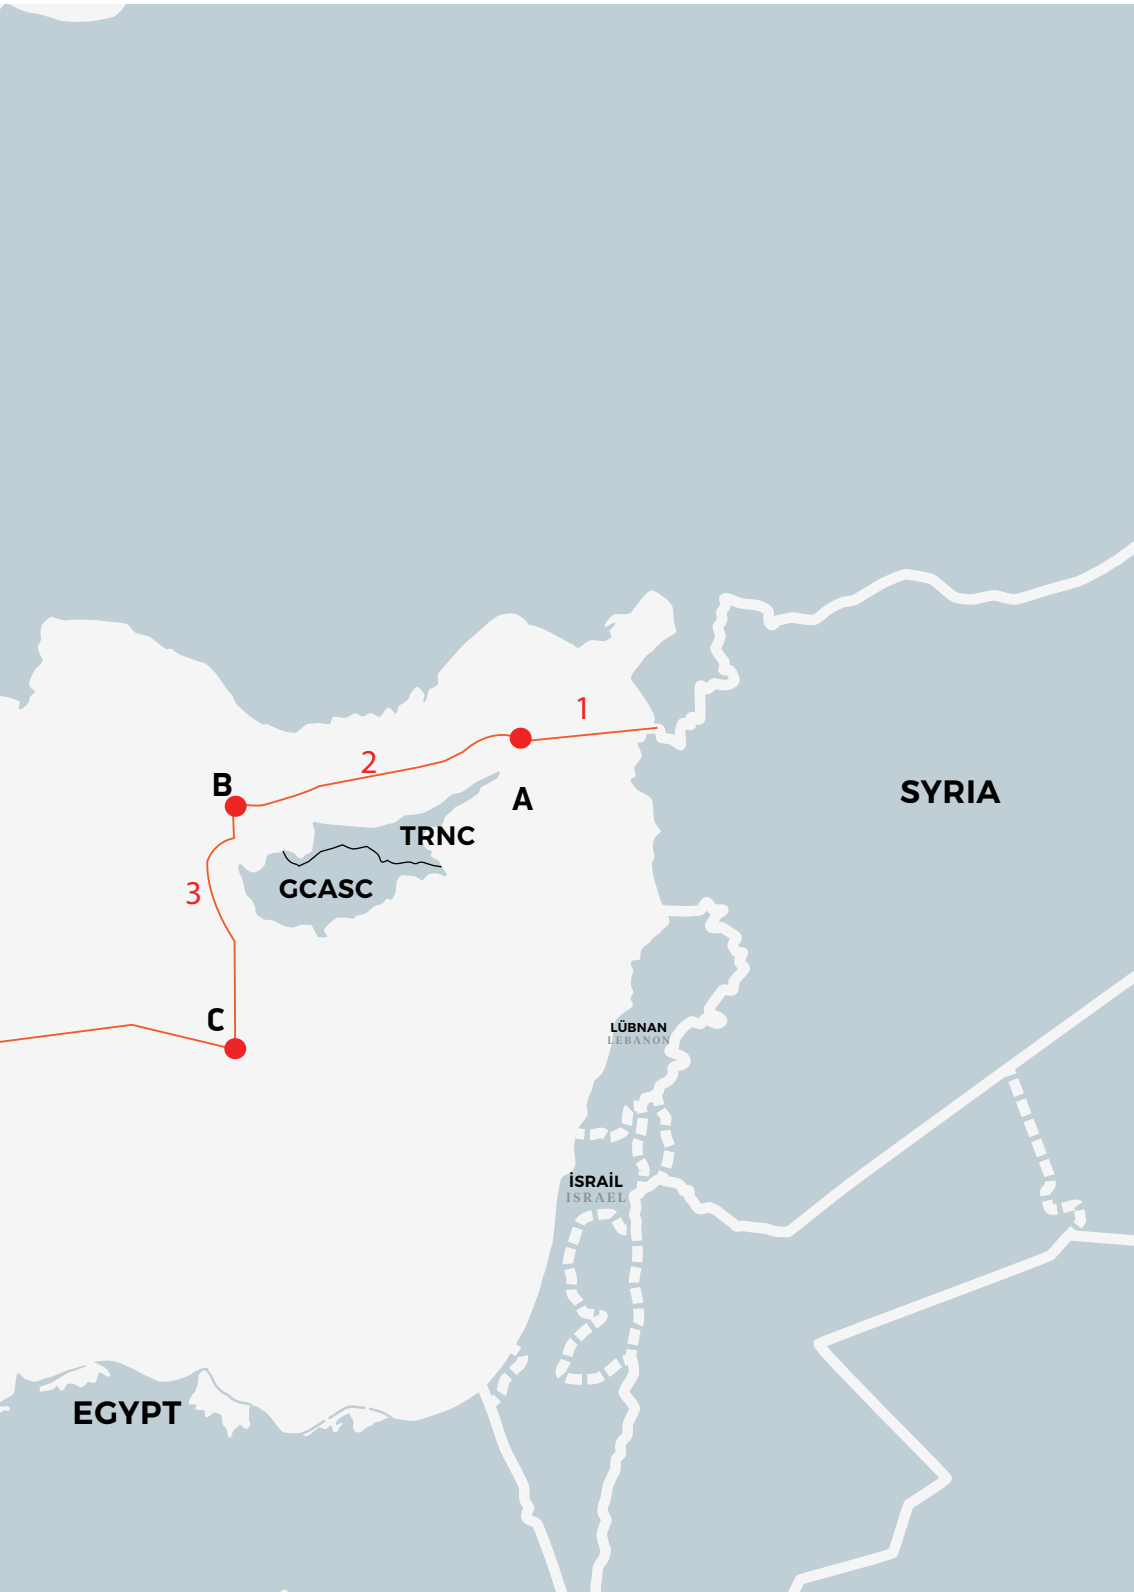 1
2
B
SYRIA
A
TRNC
GCASC
3
C
LÜBNAN
LEBANON
İSRAİL
ISRAEL
EGYPT